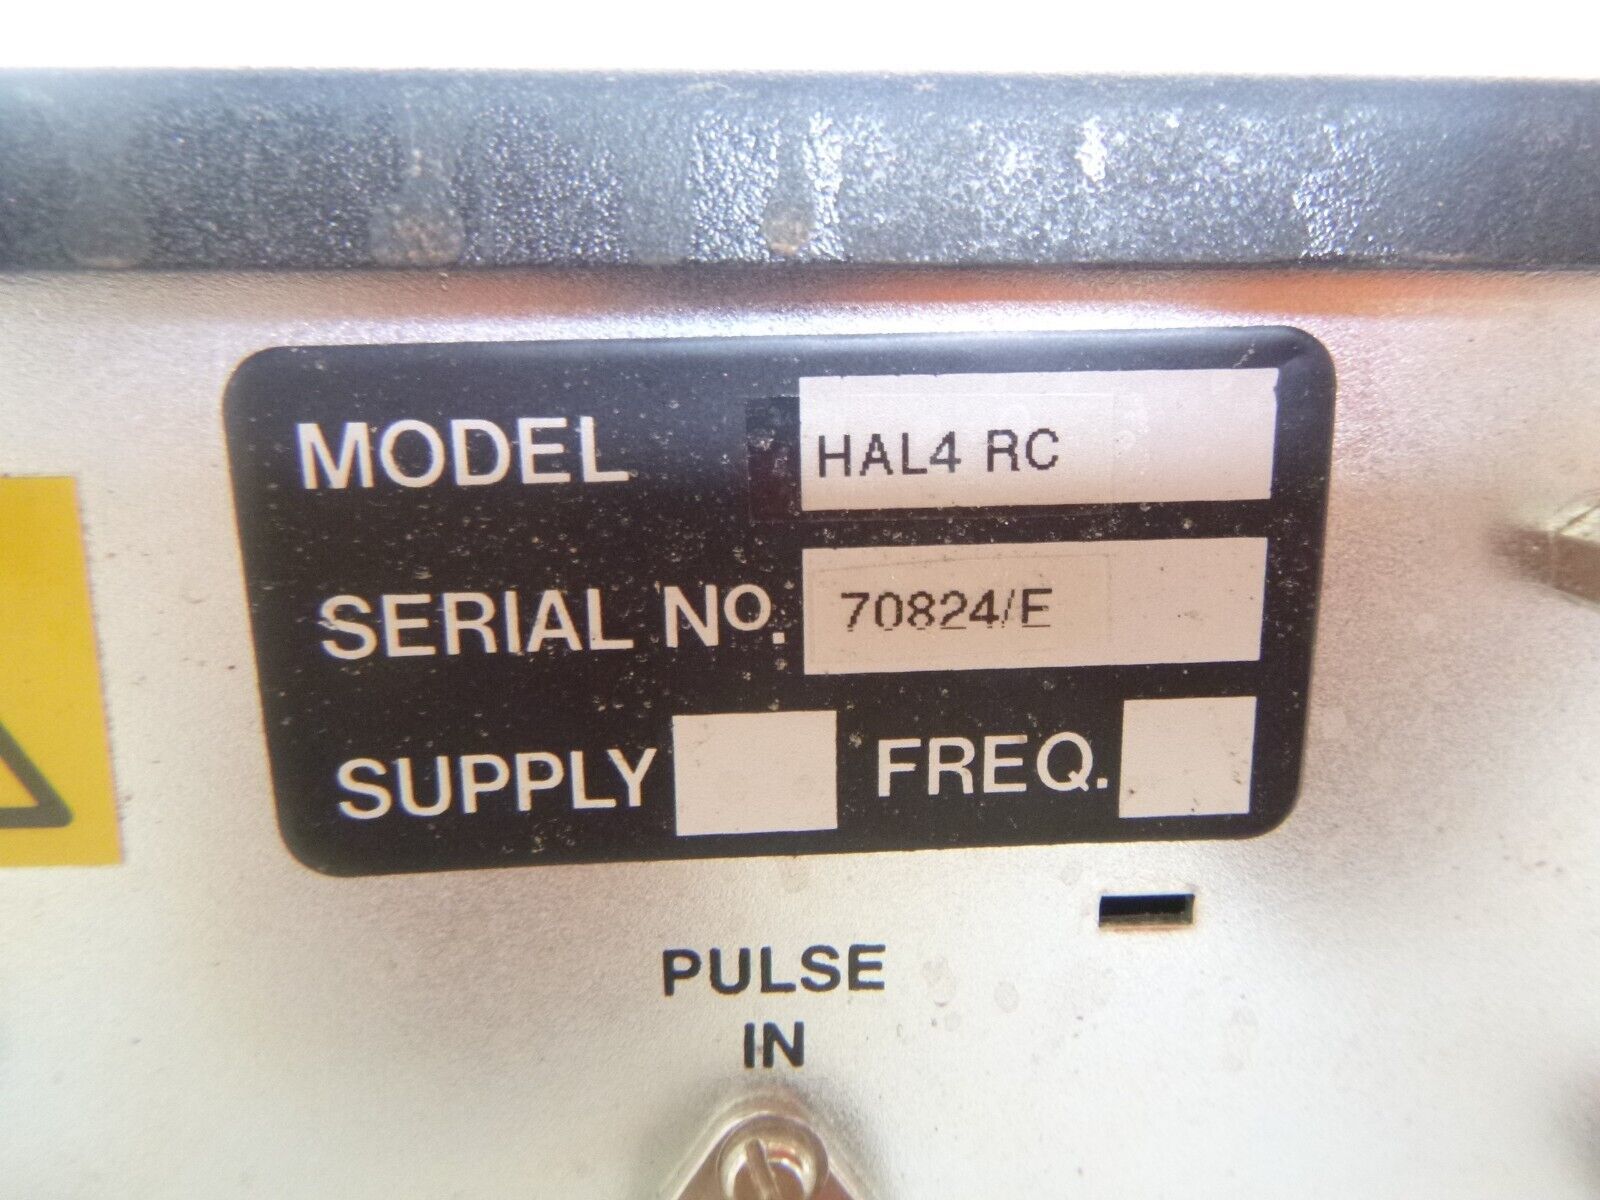 MODEL HAL4 RC
SERIAL No. 70824/E
SUPPLY FREQ.
PULSE
IN